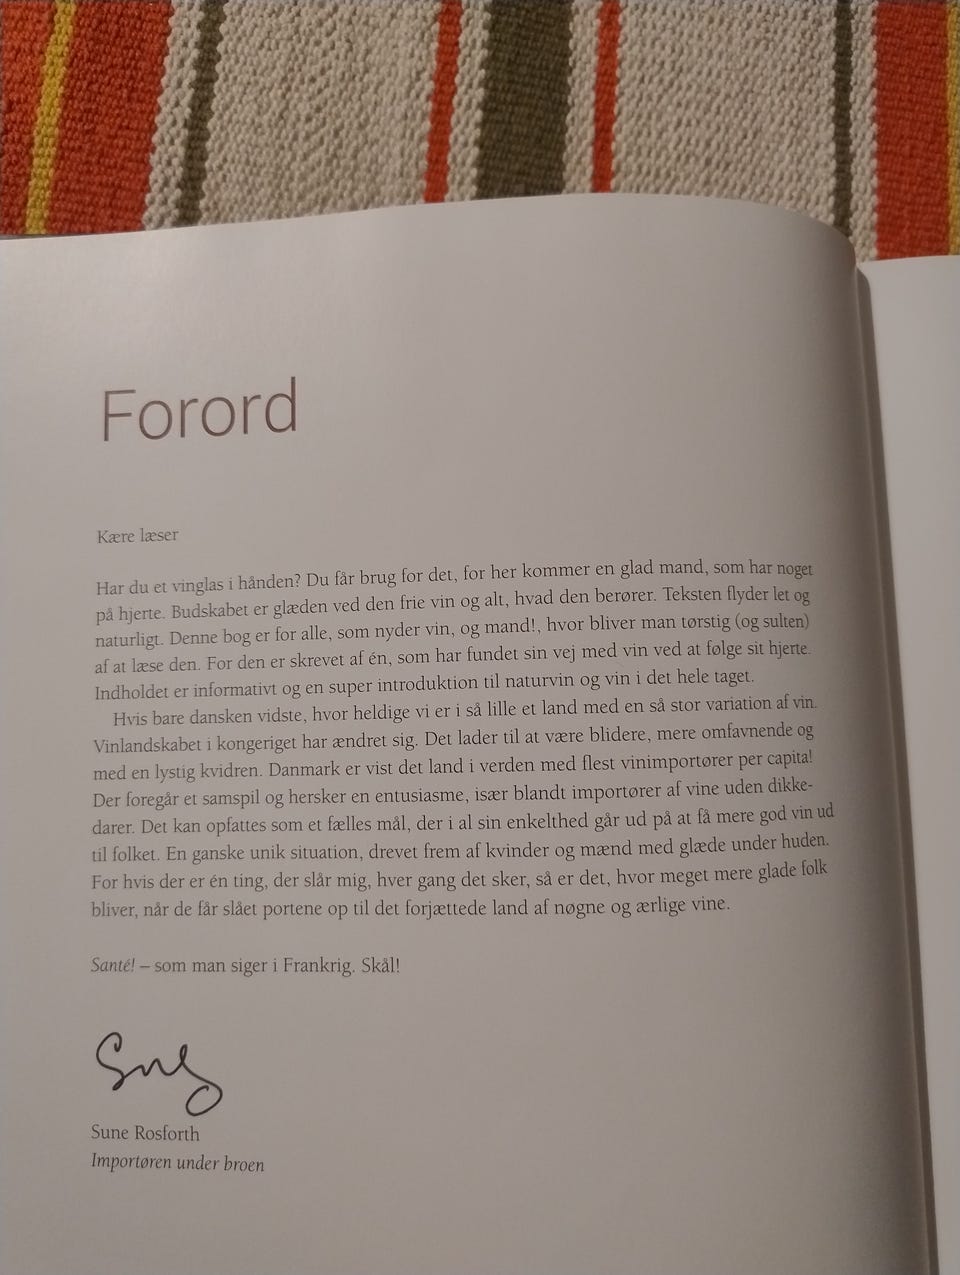 Forord
Kære læser
Har du et vinglas i hånden? Du får brug for det, for her kommer en glad mand, som har noget
på hjerte. Budskabet er glæden ved den frie vin og alt, hvad den berører. Teksten flyder let og
naturligt. Denne bog er for alle, som nyder vin, og mand!, hvor bliver man tørstig (og sulten)
af at læse den. For den er skrevet af én, som har fundet sin vej med vin ved at følge sit hjerte.
Indholdet er informativt og en super introduktion til naturvin og vin i det hele taget.
Hvis bare dansken vidste, hvor heldige vi er i så lille et land med en så stor variation af vin.
Vinlandskabet i kongeriget har ændret sig. Det lader til at være blidere, mere omfavnende og
med en lystig kvidren. Danmark er vist det land i verden med flest vinimportører per capita!
Der foregår et samspil og hersker en entusiasme, især blandt importører af vine uden dikke-
darer. Det kan opfattes som et fælles mål, der i al sin enkelthed går ud på at få mere god vin ud
til folket. En ganske unik situation, drevet frem af kvinder og mænd med glæde under huden.
For hvis der er én ting, der slår mig, hver gang det sker, så er det, hvor meget mere glade folk
bliver, når de får slået portene op til det forjættede land af nøgne og ærlige vine.
Santé! – som man siger i Frankrig. Skål!
Sune
Sune Rosforth
Importøren under broen